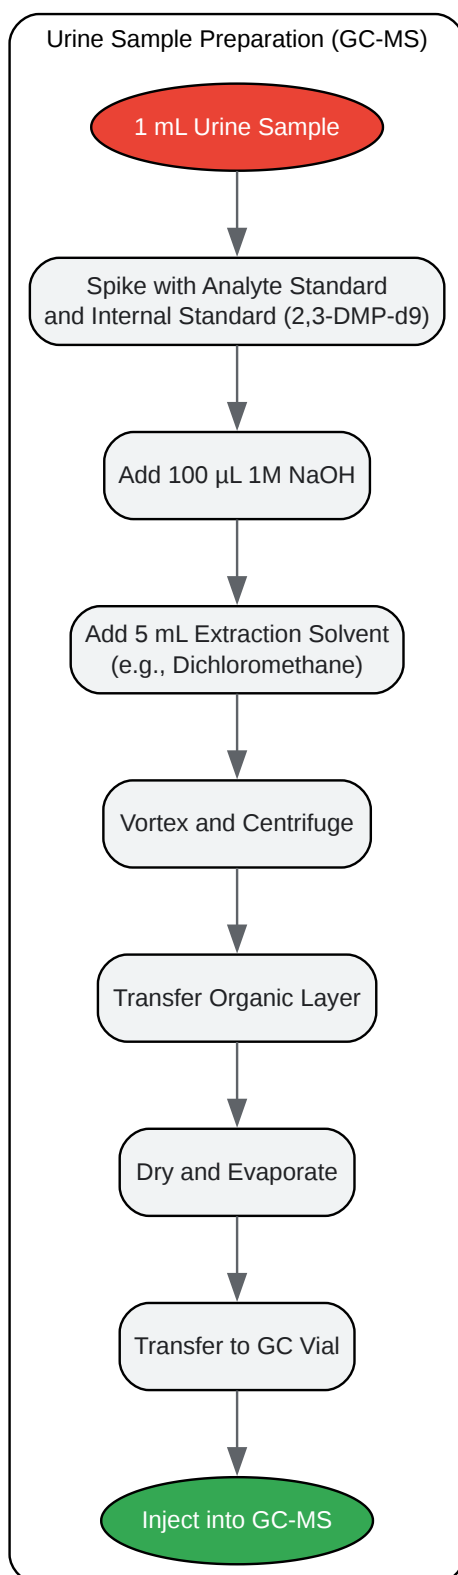 Urine Sample Preparation (GC-MS)
1 mL Urine Sample
Spike with Analyte Standard
and Internal Standard (2,3-DMP-d9)
Add 100 µL 1M NaOH
Add 5 mL Extraction Solvent
(e.g., Dichloromethane)
Vortex and Centrifuge
Transfer Organic Layer
Dry and Evaporate
Transfer to GC Vial
Inject into GC-MS